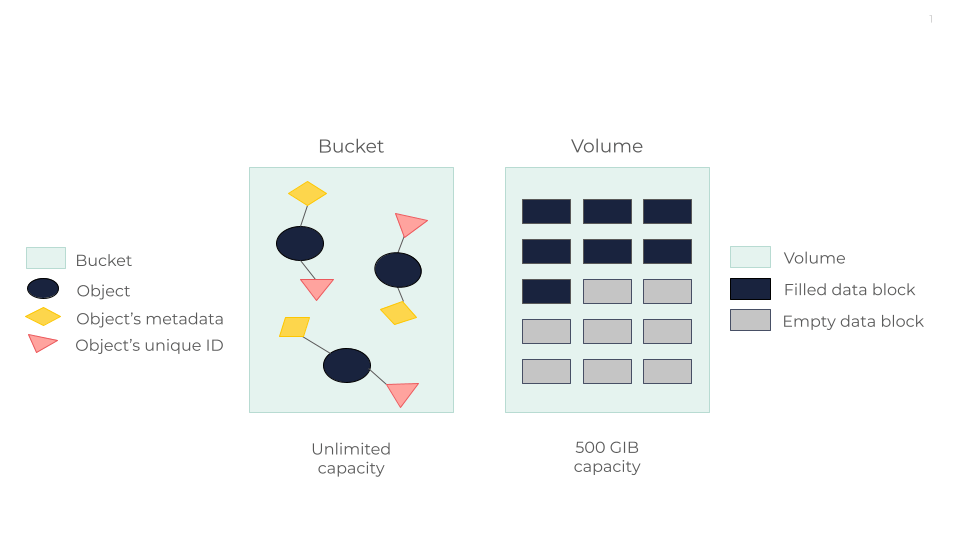 1
Bucket
Volume
Bucket
Object
Object's metadata
Object's unique ID
Volume
Filled data block
Empty data block
Unlimited
capacity
500 GIB
capacity